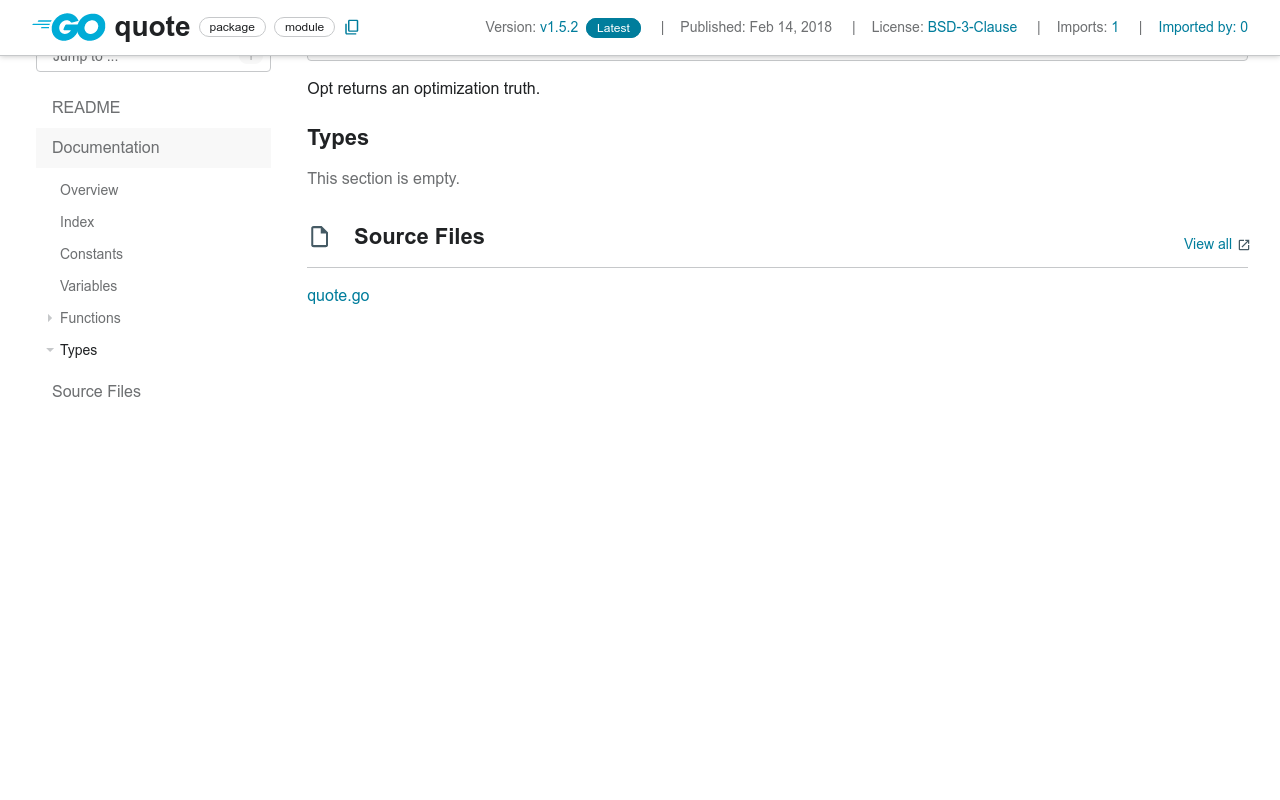 GO quote package module
Version: v1.5.2 Latest | Published: Feb 14, 2018 | License: BSD-3-Clause | Imports: 1 | Imported by: 0
Jump to ...
README
Documentation
Overview
Index
Constants
Variables
Functions
Types
Source Files
Opt returns an optimization truth.
Types
This section is empty.
Source Files
View all
quote.go